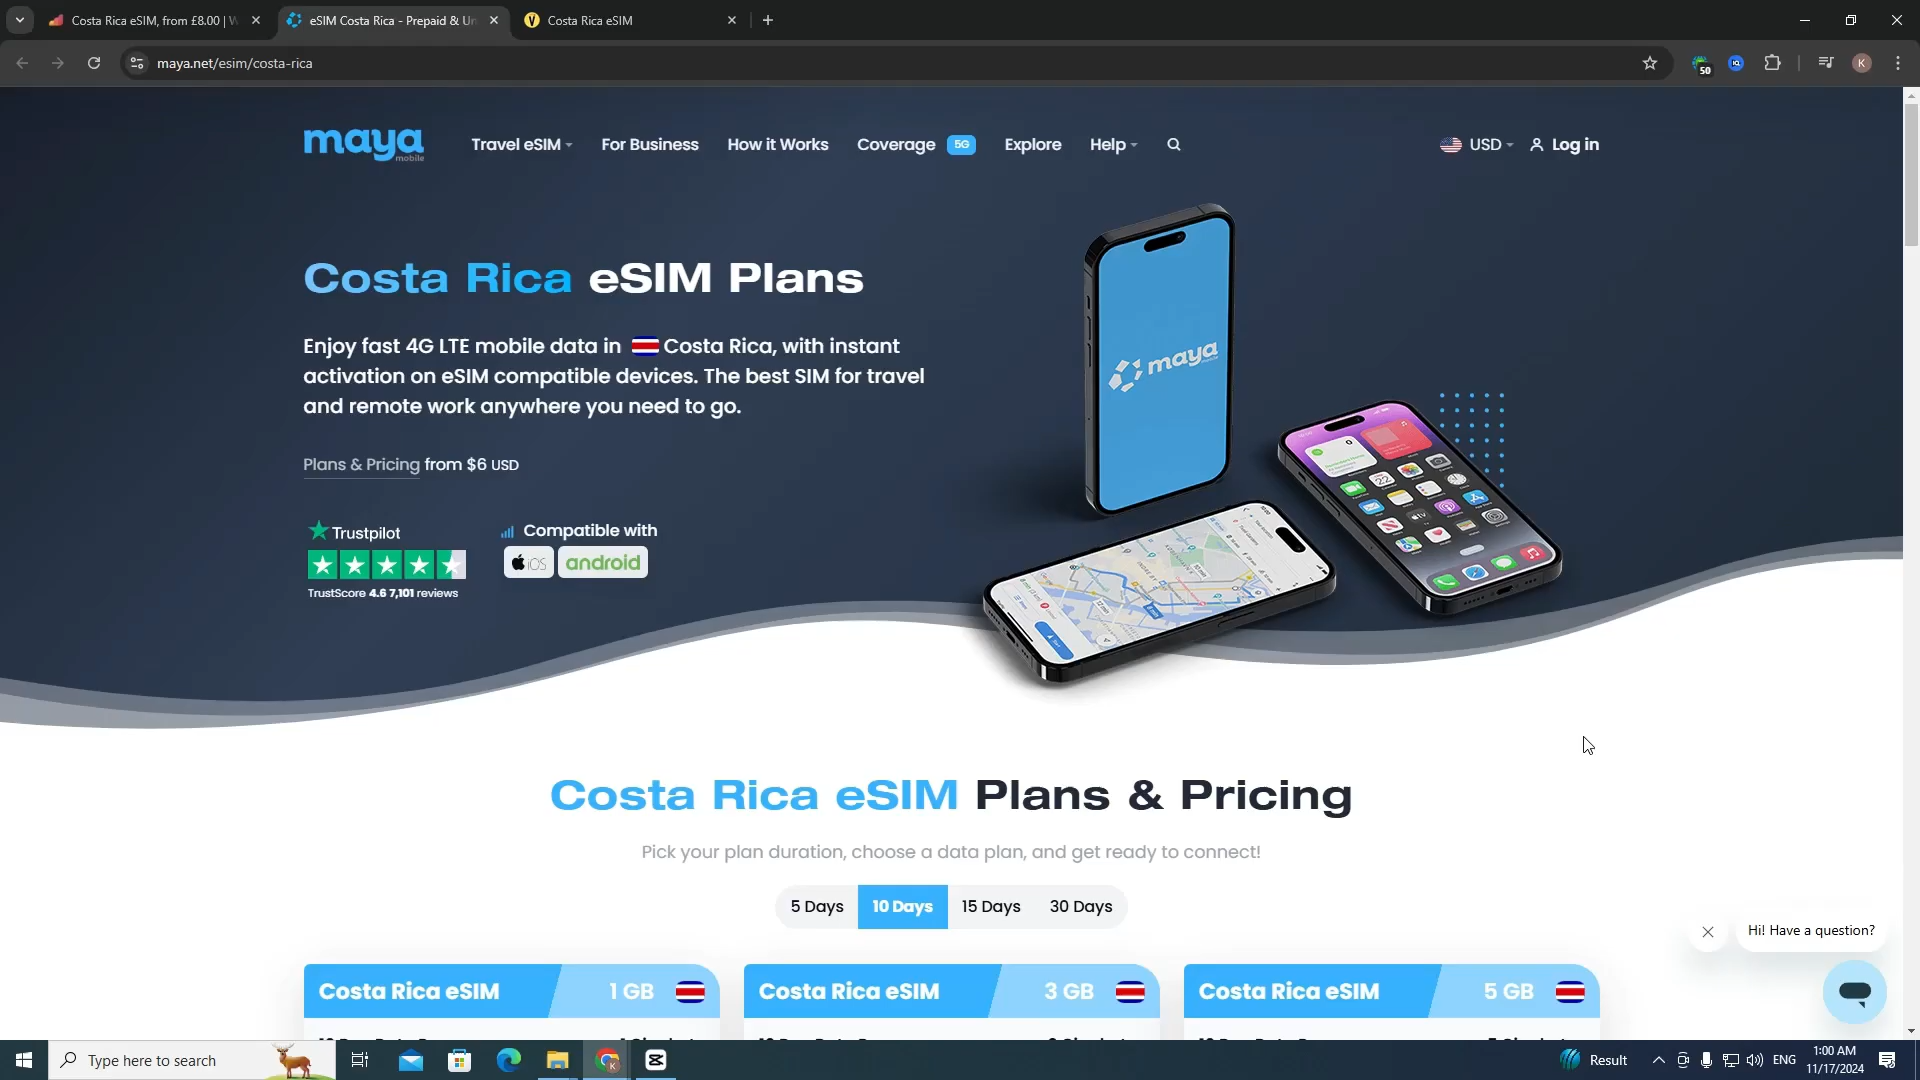 Costa Rica eSIM, from £8.00 | W
eSIM Costa Rica - Prepaid & Un
Costa Rica eSIM
maya.net/esim/costa-rica
50
K
maya
mobile
Travel eSIM
For Business
How it Works
Coverage 5G
Explore
Help
USD
Log in
Costa Rica eSIM Plans
Enjoy fast 4G LTE mobile data in Costa Rica, with instant
activation on eSIM compatible devices. The best SIM for travel
and remote work anywhere you need to go.
Plans & Pricing from $6 USD
Trustpilot
TrustScore 4.6 7,101 reviews
Compatible with
iOS
android
maya
Costa Rica eSIM Plans & Pricing
Pick your plan duration, choose a data plan, and get ready to connect!
5 Days
10 Days
15 Days
30 Days
Costa Rica eSIM 1 GB
Costa Rica eSIM 3 GB
Costa Rica eSIM 5 GB
Hi! Have a question?
Type here to search
Result
ENG
1:00 AM
11/17/2024